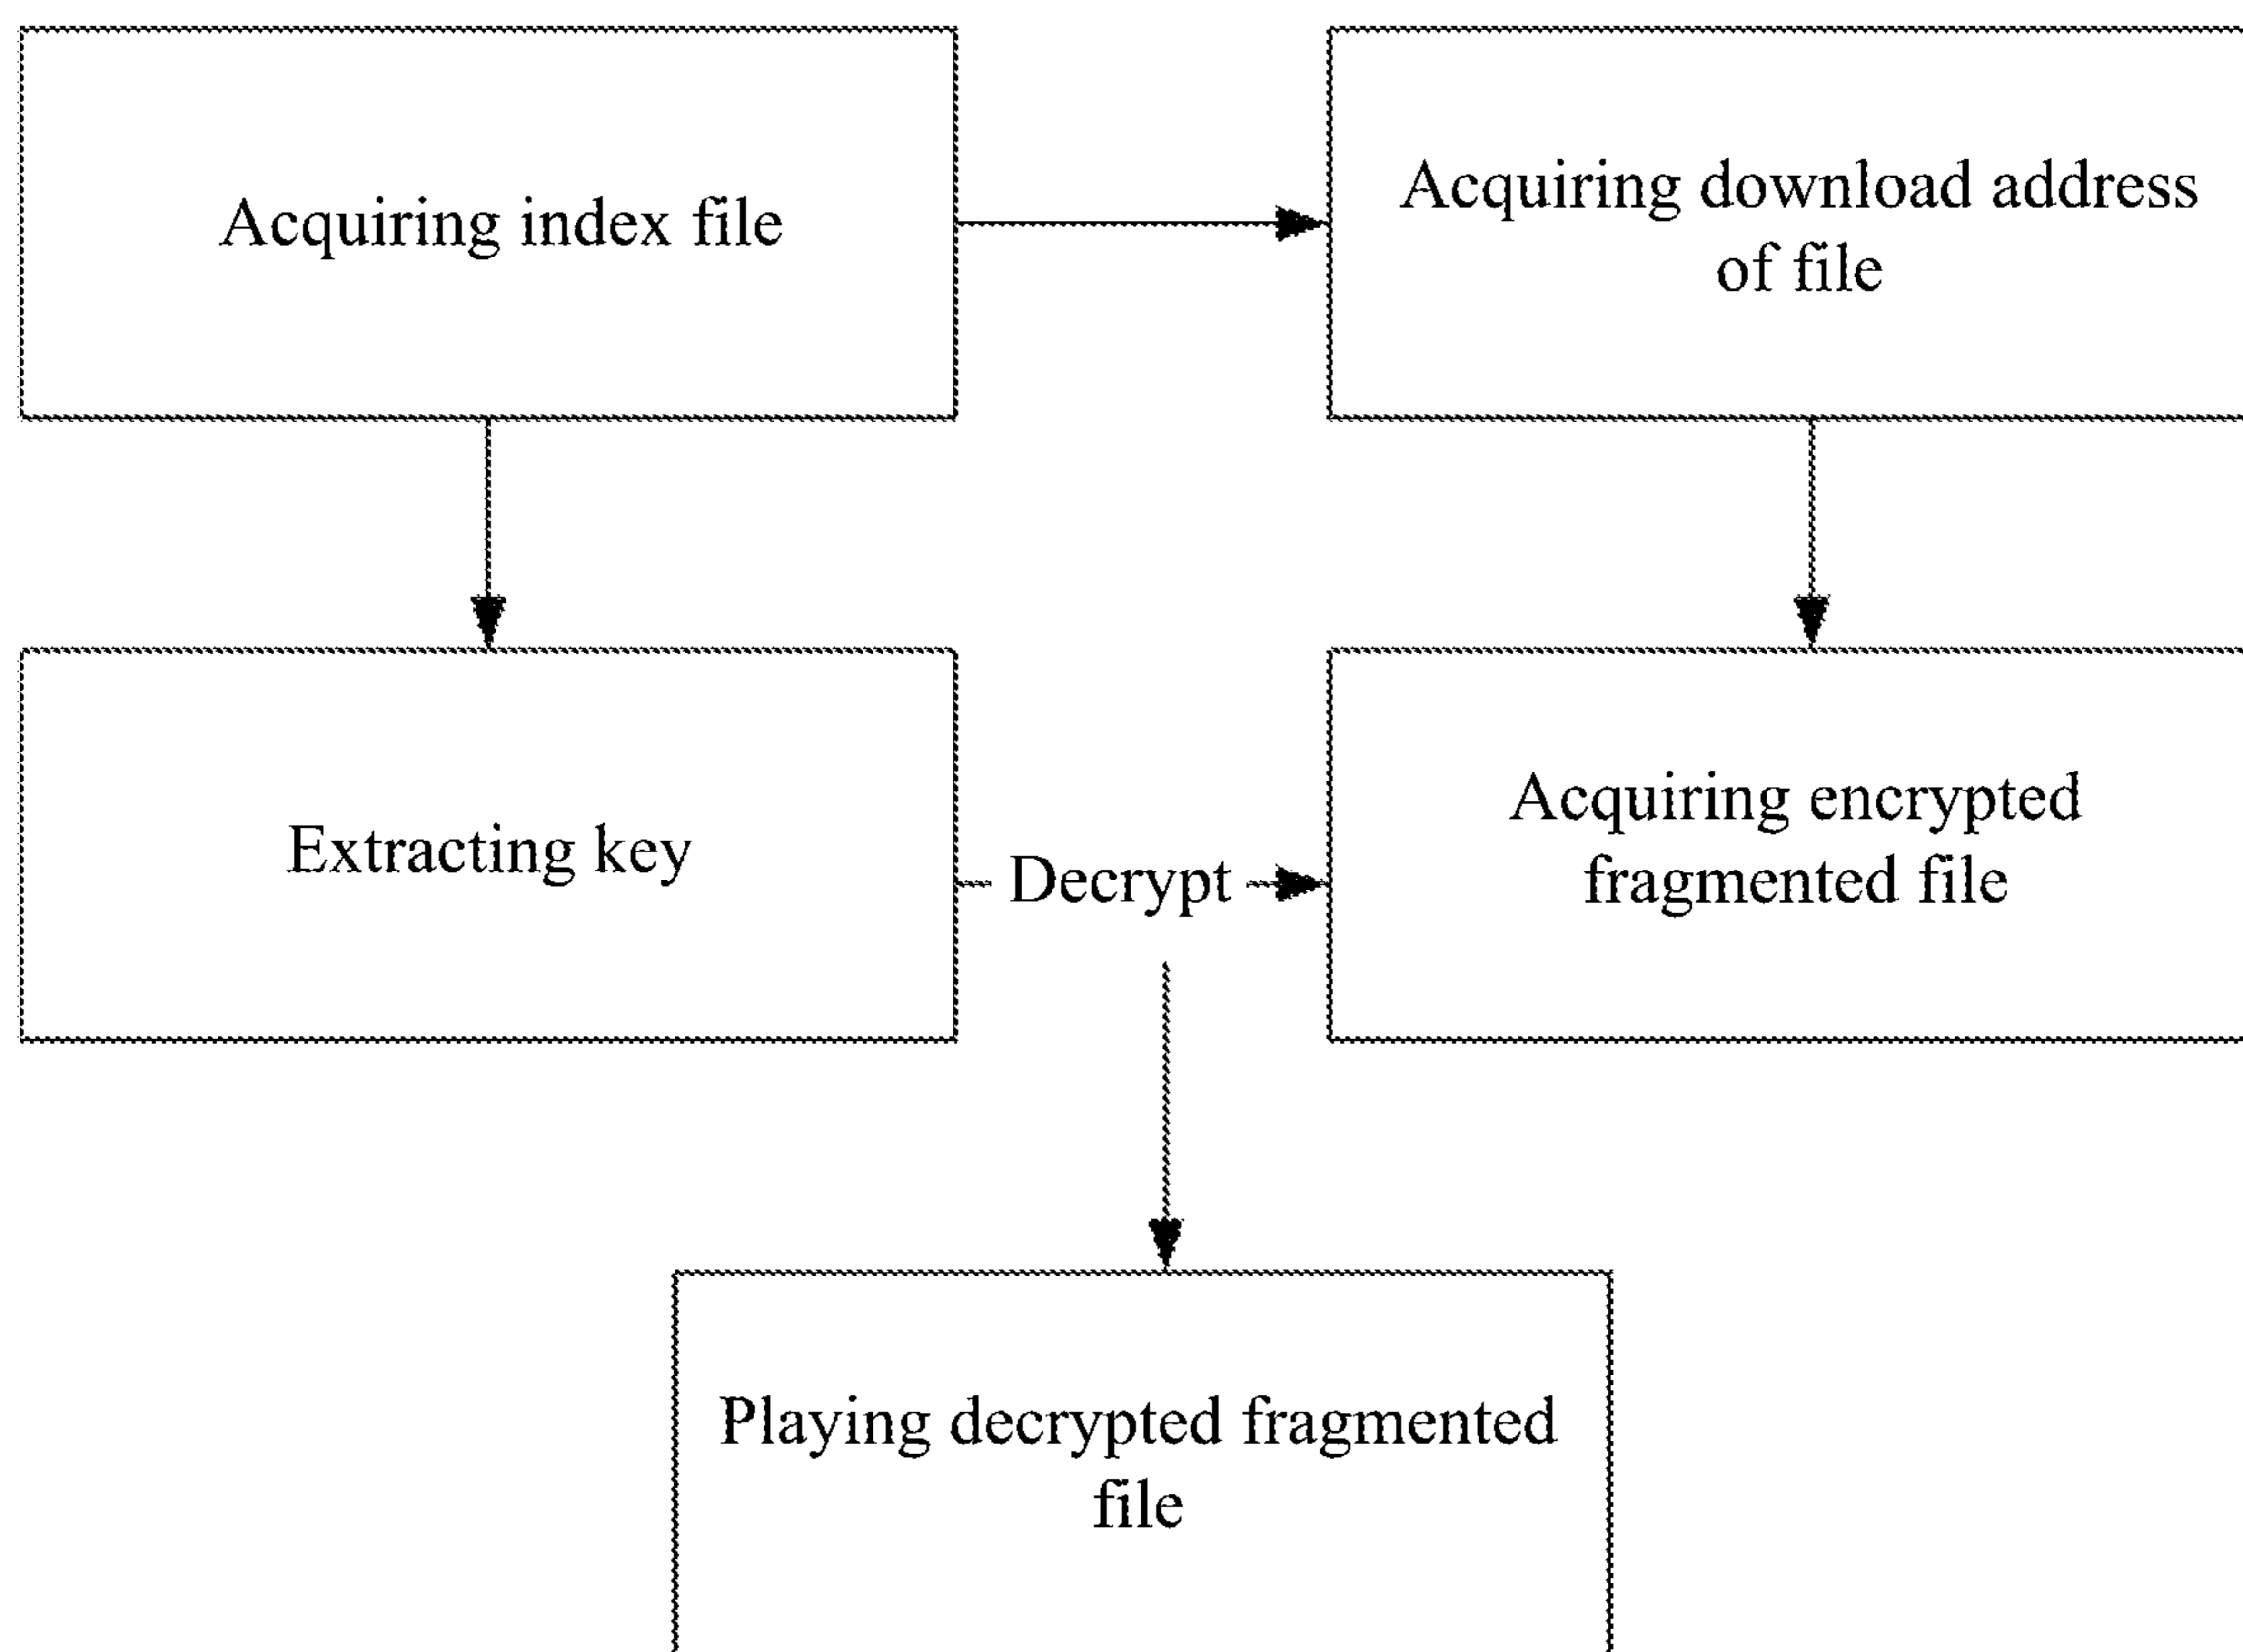 Acquiring index file
Acquiring download address
of file
Extracting key
Decrypt
Acquiring encrypted
fragmented file
Playing decrypted fragmented
file